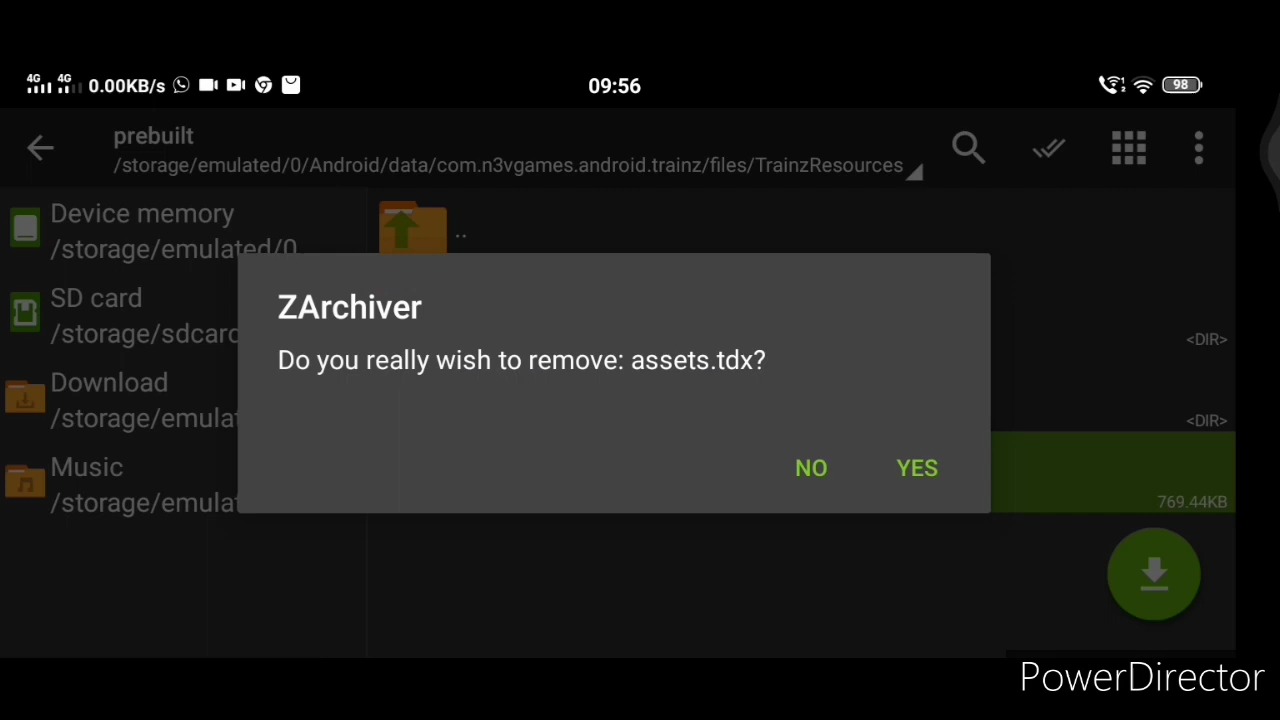 4G 4G 0.00KB/s 09:56 98
prebuilt
/storage/emulated/0/Android/data/com.n3vgames.android.trainz/files/TrainzResources
Device memory
/storage/emulated/0
..
SD card
/storage/sdcard
<DIR>
Download
/storage/emulat
<DIR>
Music
/storage/emulat
769.44KB
ZArchiver
Do you really wish to remove: assets.tdx?
NO YES
PowerDirector